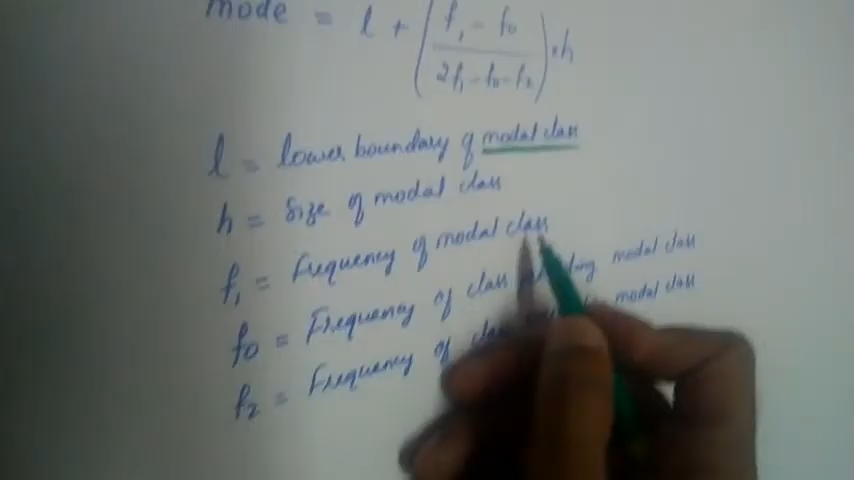 mode = l + (f₁ - f₀ / 2f₁ - f₀ - f₂) × h
l = lower boundary of modal class
h = size of modal class
f₁ = Frequency of modal class
f₀ = Frequency of class modal class
f₂ = Frequency of class modal class